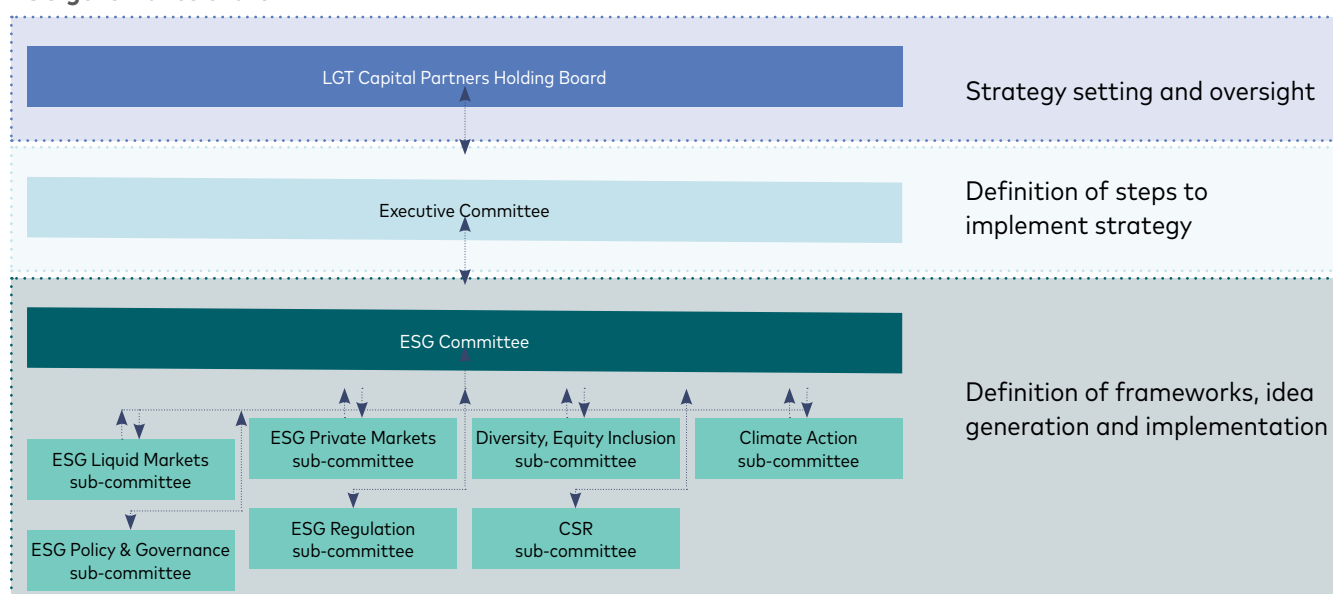 LGT Capital Partners Holding Board
Strategy setting and oversight
Executive Committee
Definition of steps to
implement strategy
ESG Committee
Definition of frameworks, idea
generation and implementation
ESG Liquid Markets
sub-committee
ESG Private Markets
sub-committee
Diversity, Equity Inclusion
sub-committee
Climate Action
sub-committee
ESG Policy & Governance
sub-committee
ESG Regulation
sub-committee
CSR
sub-committee